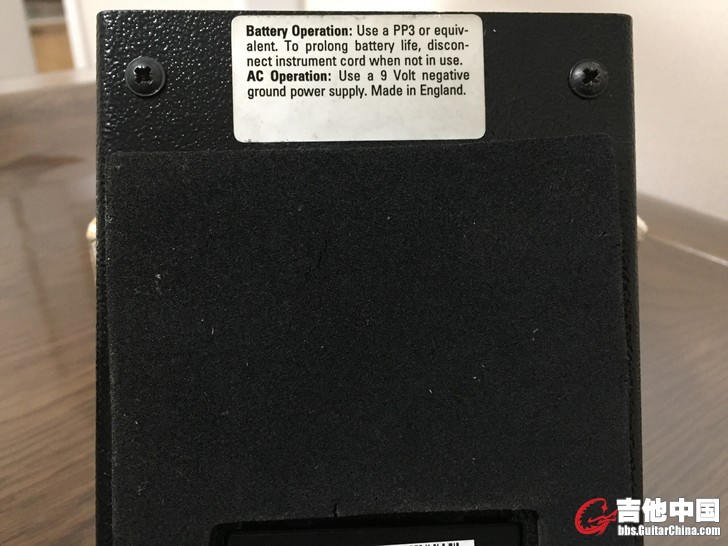 Battery Operation: Use a PP3 or equiv-
alent. To prolong battery life, discon-
nect instrument cord when not in use.
AC Operation: Use a 9 Volt negative
ground power supply. Made in England.
吉他中国
bbs.GuitarChina.com